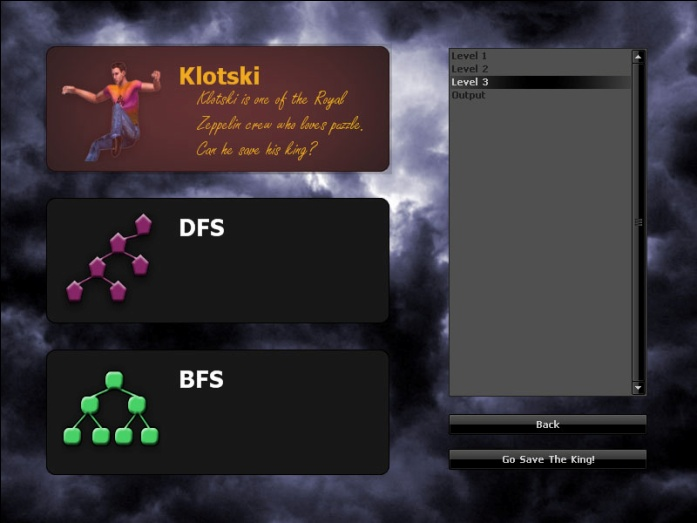 Klotski
Klotski is one of the Royal
Zeppelin crew who loves puzzle.
Can he save his king?
DFS
BFS
Level 1
Level 2
Level 3
Output
Back
Go Save The King!